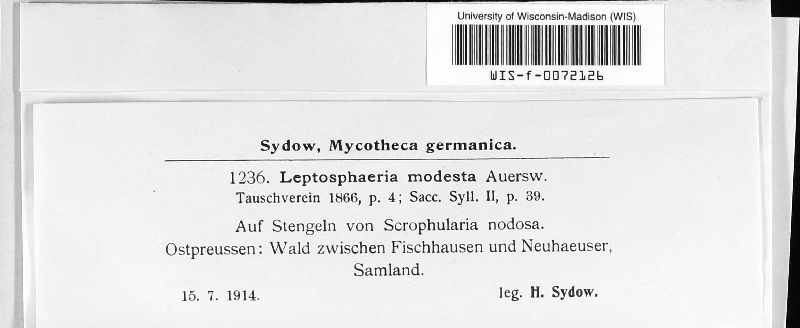 University of Wisconsin-Madison (WIS)
WIS-f-0072126
Sydow, Mycotheca germanica.
1236. Leptosphaeria modesta Auersw.
Tauschverein 1866, p. 4; Sacc. Syll. II, p. 39.
Auf Stengeln von Scrophularia nodosa.
Ostpreussen: Wald zwischen Fischhausen und Neuhaeuser,
Samland.
15. 7. 1914. leg. H. Sydow.